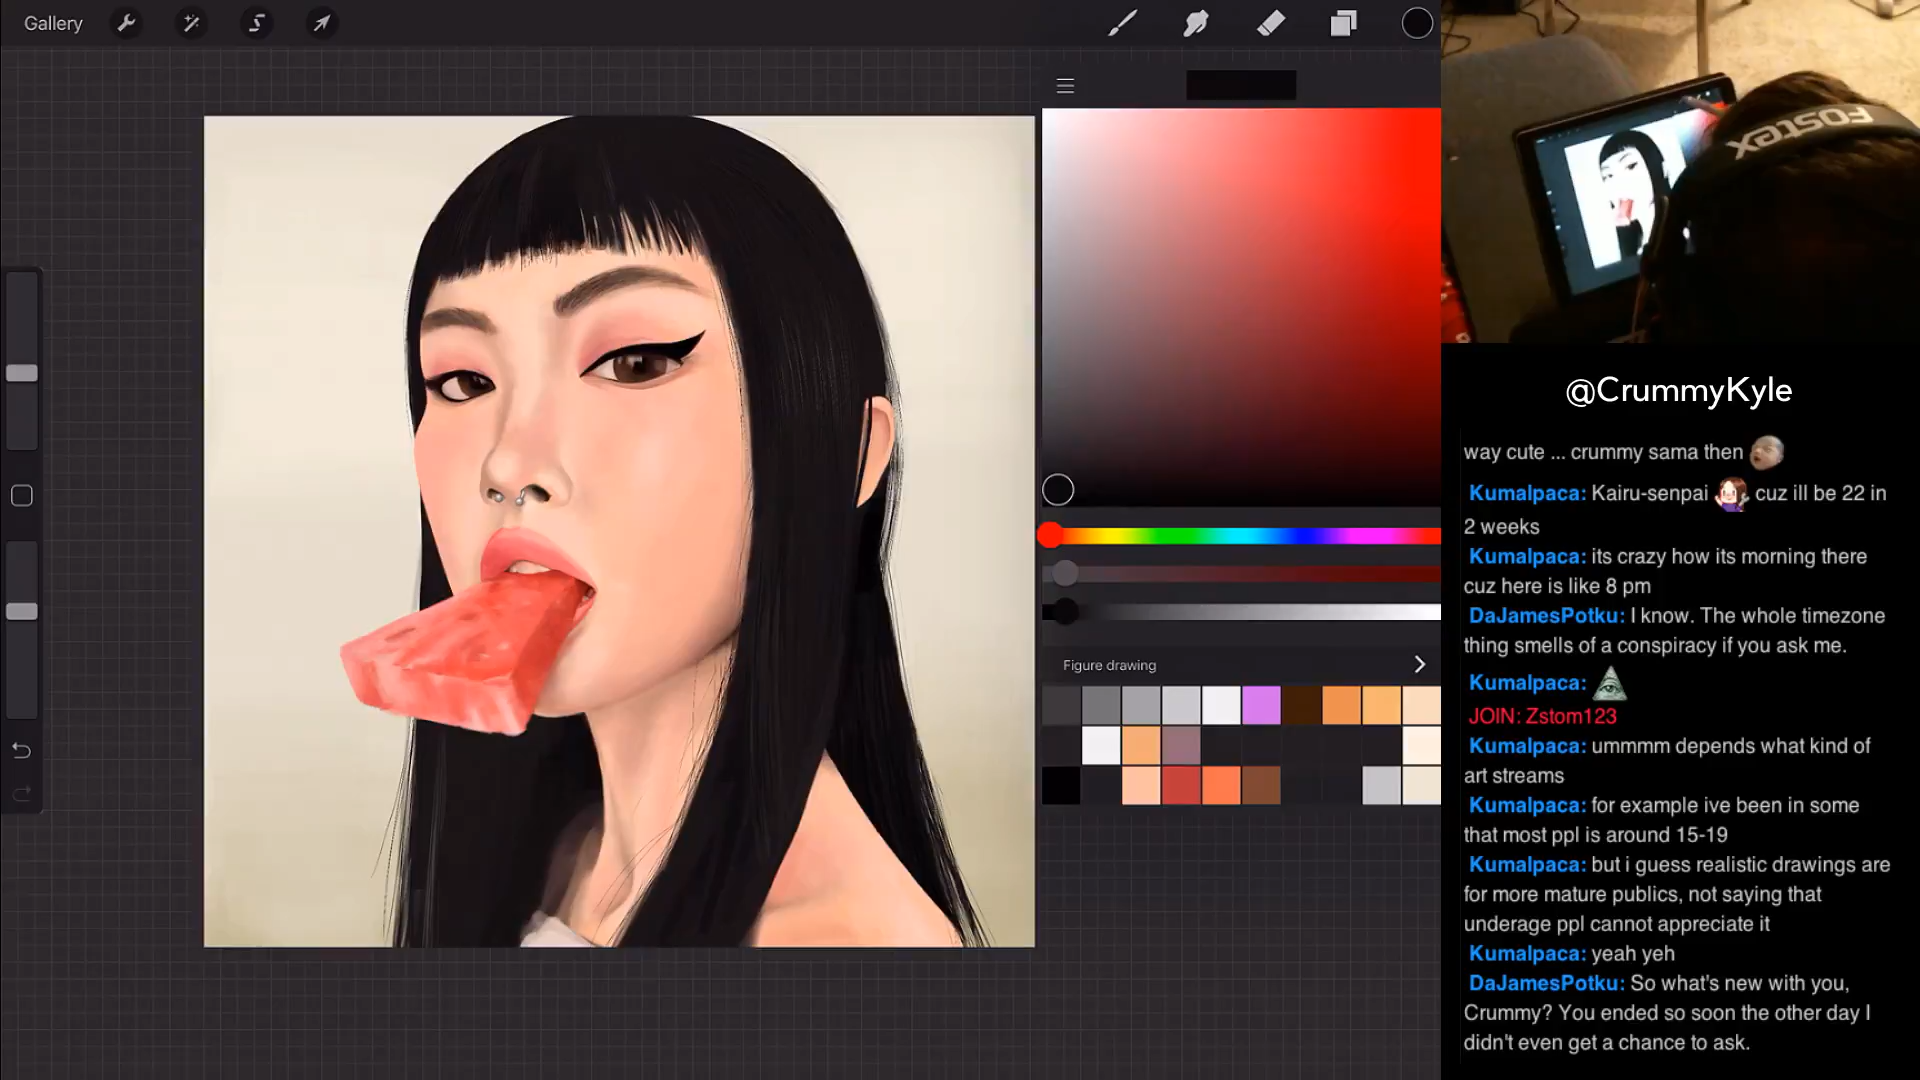 Gallery
FOSTEX
@CrummyKyle
way cute ... crummy sama then
Kumalpaca: Kairu-senpai cuz ill be 22 in
2 weeks
Kumalpaca: its crazy how its morning there
cuz here is like 8 pm
DaJamesPotku: I know. The whole timezone
thing smells of a conspiracy if you ask me.
Kumalpaca:
JOIN: Zstom123
Kumalpaca: ummmm depends what kind of
art streams
Kumalpaca: for example ive been in some
that most ppl is around 15-19
Kumalpaca: but i guess realistic drawings are
for more mature publics, not saying that
underage ppl cannot appreciate it
Kumalpaca: yeah yeh
DaJamesPotku: So what's new with you,
Crummy? You ended so soon the other day I
didn't even get a chance to ask.
Figure drawing